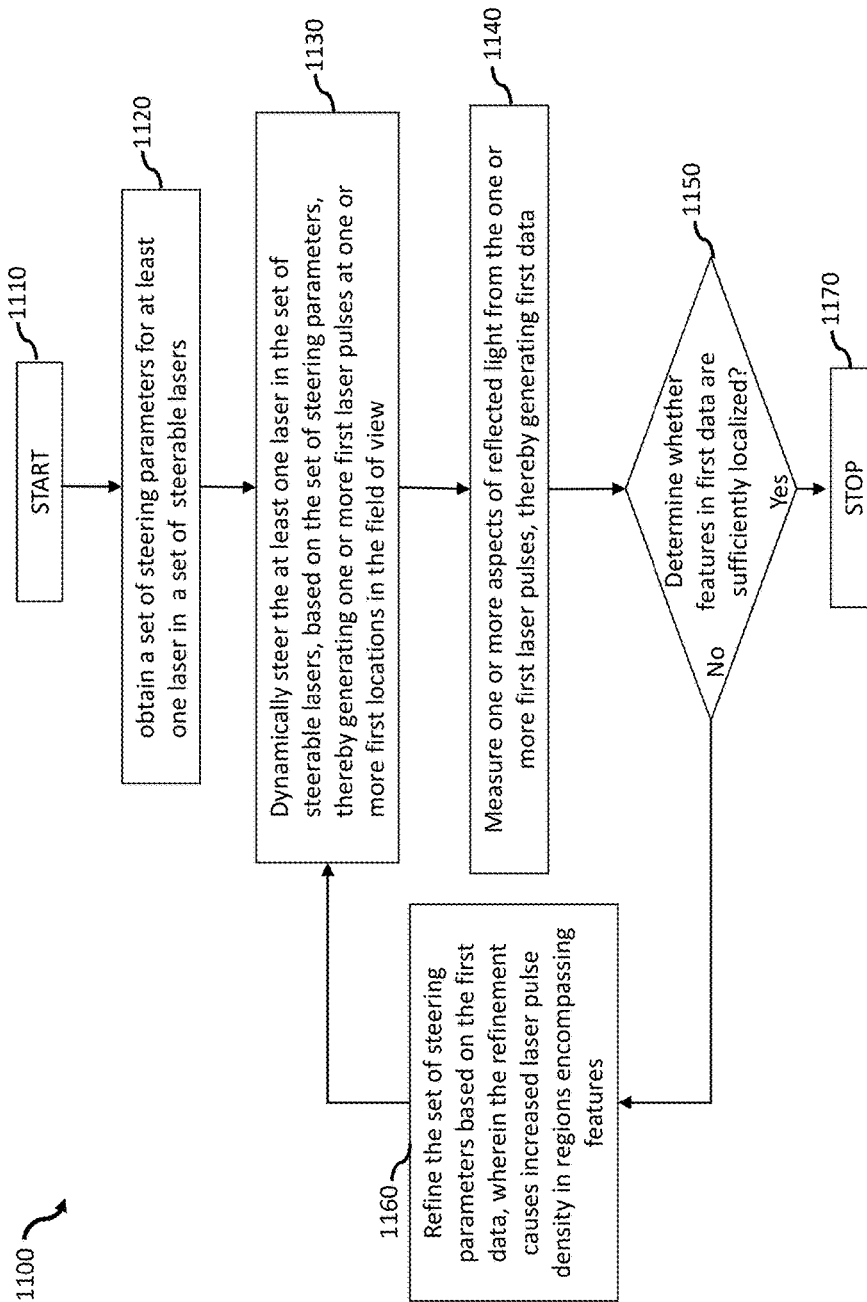 1100
START
1110
obtain a set of steering parameters for at least
one laser in a set of steerable lasers
1120
Dynamically steer the at least one laser in the set of
steerable lasers, based on the set of steering parameters,
thereby generating one or more first laser pulses at one or
more first locations in the field of view
1130
Measure one or more aspects of reflected light from the one or
more first laser pulses, thereby generating first data
1140
Determine whether
features in first data are
sufficiently localized?
1150
No
Yes
1160
Refine the set of steering
parameters based on the first
data, wherein the refinement
causes increased laser pulse
density in regions encompassing
features
STOP
1170